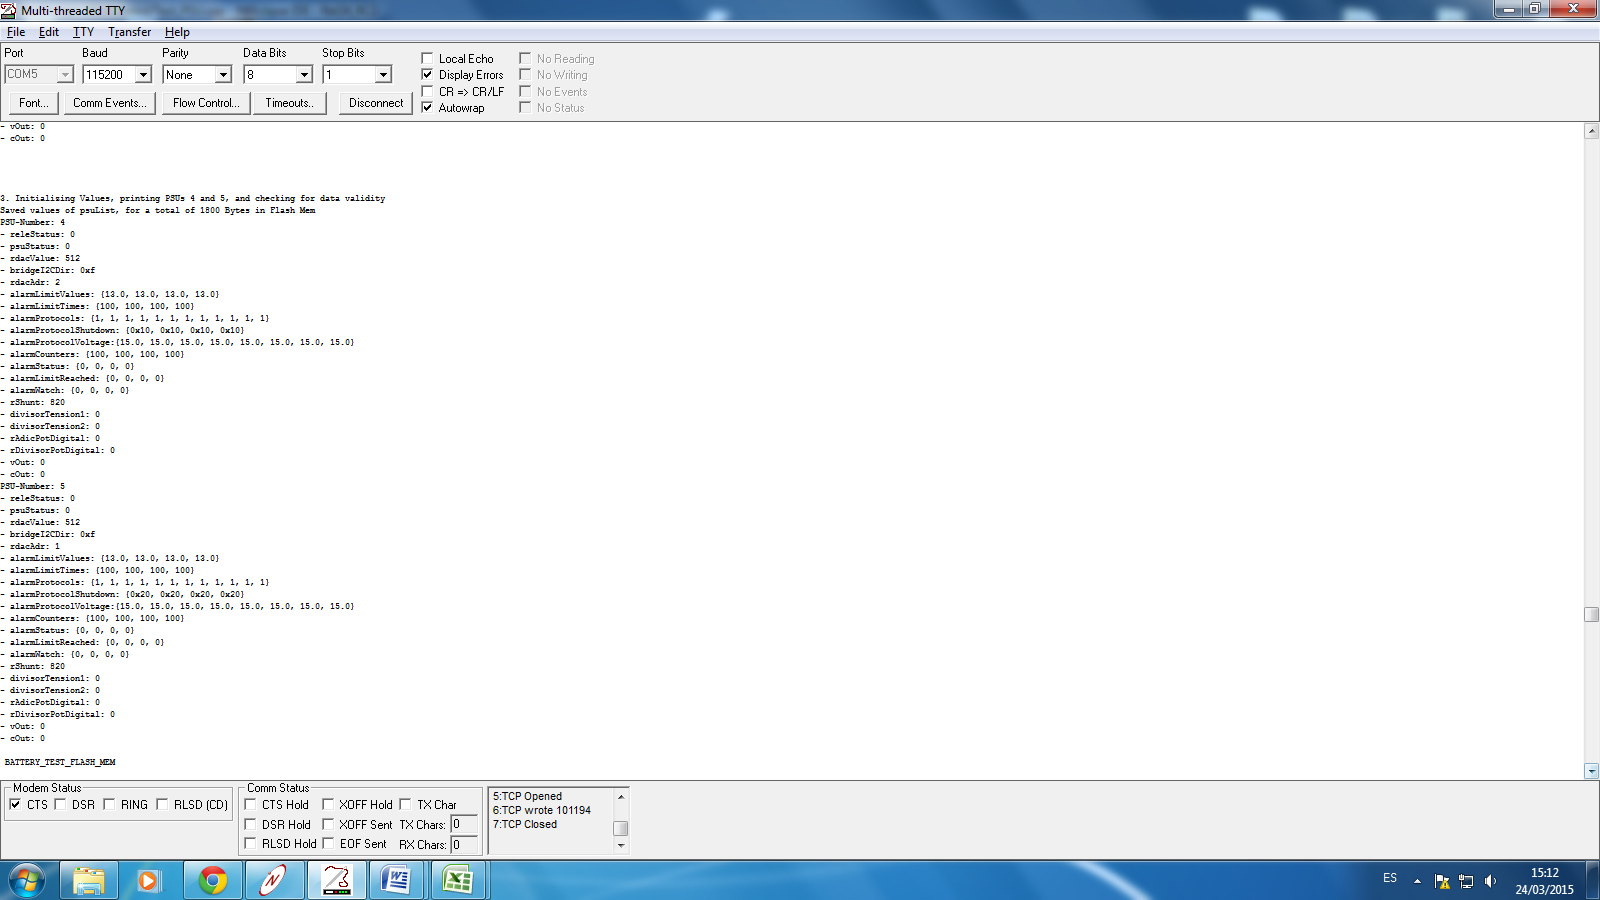 Multi-threaded TTY
File Edit TTY Transfer Help
Port Baud Parity Data Bits Stop Bits
COM5 115200 None 8 1
Font... Comm Events... Flow Control... Timeouts.. Disconnect
Local Echo No Reading
Display Errors No Writing
CR => CR/LF No Events
Autowrap No Status
- vOut: 0
- cOut: 0
3. Initialising Values, printing PSUs 4 and 5, and checking for data validity
Saved values of psuList, for a total of 1800 Bytes in Flash Mem
PSU-Number: 4
- releStatus: 0
- psuStatus: 0
- rdacValue: 512
- bridgeI2CDir: 0xf
- rdacAdr: 2
- alarmLimitValues: {13.0, 13.0, 13.0, 13.0}
- alarmLimitTimes: {100, 100, 100, 100}
- alarmProtocols: {1, 1, 1, 1, 1, 1, 1, 1, 1, 1, 1, 1}
- alarmProtocolShutdown: {0x10, 0x10, 0x10, 0x10}
- alarmProtocolVoltage:{15.0, 15.0, 15.0, 15.0, 15.0, 15.0, 15.0, 15.0}
- alarmCounters: {100, 100, 100, 100}
- alarmStatus: {0, 0, 0, 0}
- alarmLimitReached: {0, 0, 0, 0}
- alarmWatch: {0, 0, 0, 0}
- rShunt: 820
- divisorTension1: 0
- divisorTension2: 0
- rAdicPotDigital: 0
- rDivisorPotDigital: 0
- vOut: 0
- cOut: 0
PSU-Number: 5
- releStatus: 0
- psuStatus: 0
- rdacValue: 512
- bridgeI2CDir: 0xf
- rdacAdr: 1
- alarmLimitValues: {13.0, 13.0, 13.0, 13.0}
- alarmLimitTimes: {100, 100, 100, 100}
- alarmProtocols: {1, 1, 1, 1, 1, 1, 1, 1, 1, 1, 1, 1}
- alarmProtocolShutdown: {0x20, 0x20, 0x20, 0x20}
- alarmProtocolVoltage:{15.0, 15.0, 15.0, 15.0, 15.0, 15.0, 15.0, 15.0}
- alarmCounters: {100, 100, 100, 100}
- alarmStatus: {0, 0, 0, 0}
- alarmLimitReached: {0, 0, 0, 0}
- alarmWatch: {0, 0, 0, 0}
- rShunt: 820
- divisorTension1: 0
- divisorTension2: 0
- rAdicPotDigital: 0
- rDivisorPotDigital: 0
- vOut: 0
- cOut: 0
BATTERY_TEST_FLASH_MEM
Modem Status
CTS DSR RING RLSD (CD)
Comm Status
CTS Hold XOFF Hold TX Char
DSR Hold XOFF Sent TX Chars: 0
RLSD Hold EOF Sent RX Chars: 0
5:TCP Opened
6:TCP wrote 101194
7:TCP Closed
ES
15:12
24/03/2015